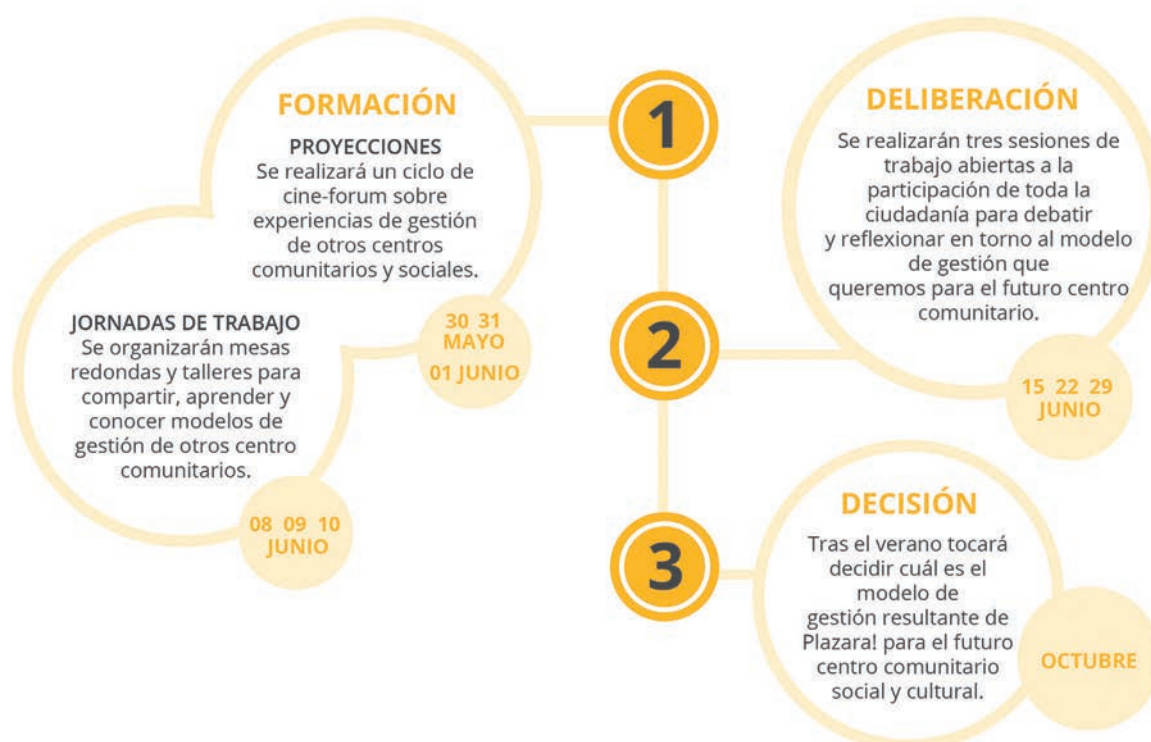 1
FORMACIÓN
PROYECCIONES
Se realizará un ciclo de
cine-forum sobre
experiencias de gestión
de otros centros
comunitarios y sociales.
30 31
MAYO
01 JUNIO
JORNADAS DE TRABAJO
Se organizarán mesas
redondas y talleres para
compartir, aprender y
conocer modelos de
gestión de otros centro
comunitarios.
08 09 10
JUNIO
2
DELIBERACIÓN
Se realizarán tres sesiones de
trabajo abiertas a la
participación de toda la
ciudadanía para debatir
y reflexionar en torno al modelo
de gestión que
queremos para el futuro centro
comunitario.
15 22 29
JUNIO
3
DECISIÓN
Tras el verano tocará
decidir cuál es el
modelo de
gestión resultante de
Plazara! para el futuro
centro comunitario
social y cultural.
OCTUBRE